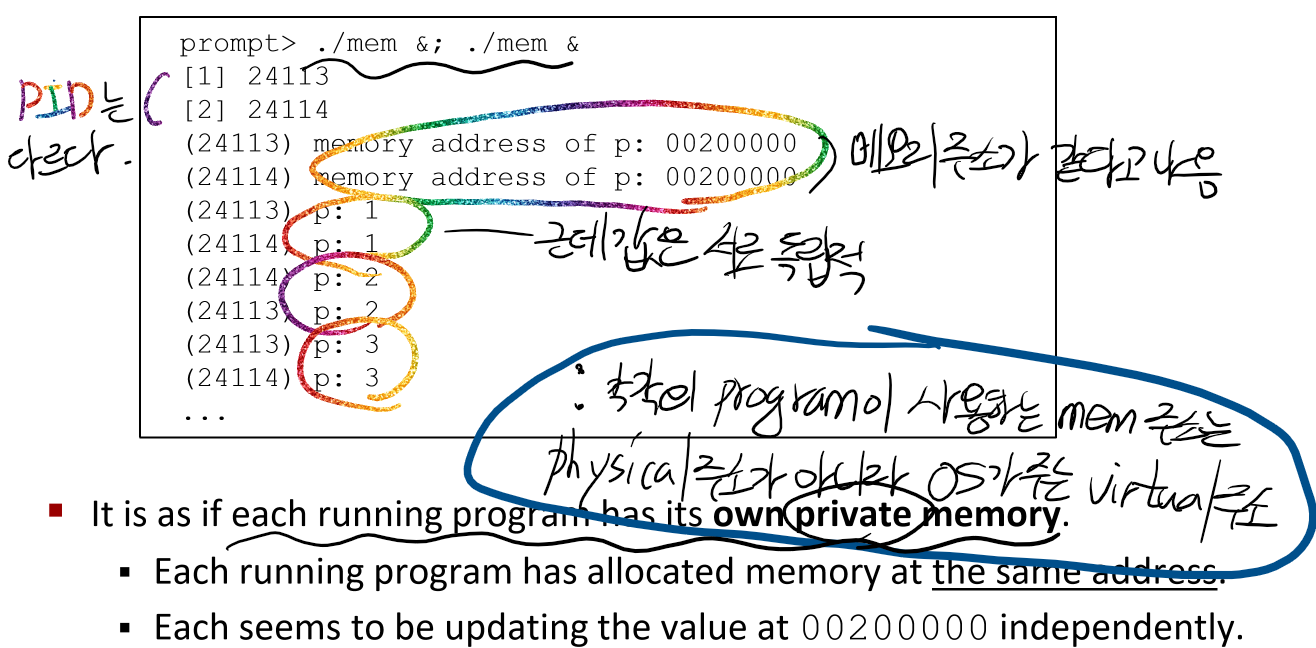 prompt> ./mem &; ./mem &
[1] 24113
PID는
[2] 24114
다르다.
(24113) memory address of p: 00200000
메모리 주소가 같다고 나옴
(24114) memory address of p: 00200000
(24113) p: 1
(24114) p: 1
근데 값은 서로 독립적
(24114) p: 2
(24113) p: 2
(24113) p: 3
(24114) p: 3
...
: 각각의 program이 사용하는 mem 주소는
physical 주소가 아니라 OS가 주는 virtual 주소
It is as if each running program has its own private memory.
Each running program has allocated memory at the same address.
Each seems to be updating the value at 00200000 independently.